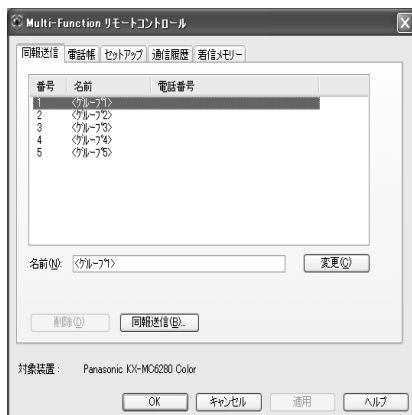 Multi-Function リモートコントロール
同報送信 電話帳 セットアップ 通信履歴 着信メモリー
番号 名前 電話番号
1 <グループ1>
2 <グループ2>
3 <グループ3>
4 <グループ4>
5 <グループ5>
名前(N): <グループ1> 変更(C)
削除(D) 同報送信(B)...
対象装置: Panasonic KX-MC6280 Color
OK キャンセル 適用 ヘルプ